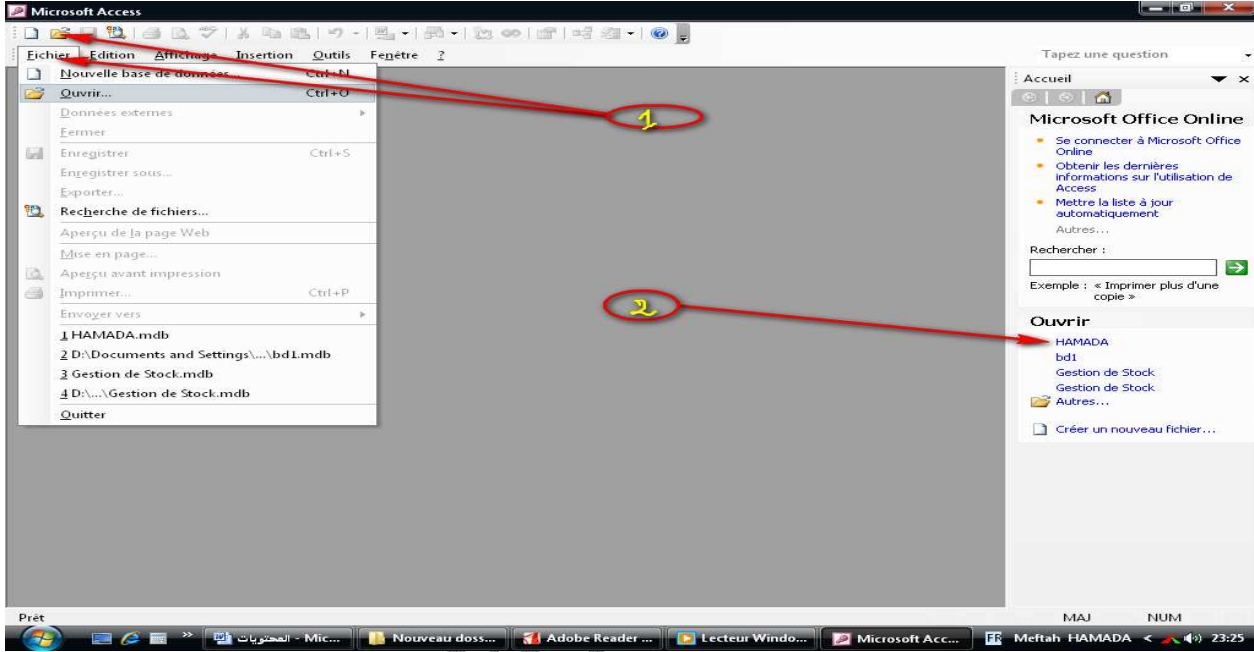 Microsoft Access
Fichier Edition Affichage Insertion Outils Fenêtre ?
Tapez une question
Nouvelle base de données... Ctrl+N
Ouvrir... Ctrl+O
Données externes
Fermer
Enregistrer Ctrl+S
Enregistrer sous...
Exporter...
Recherche de fichiers...
Aperçu de la page Web
Mise en page...
Aperçu avant impression
Imprimer... Ctrl+P
Envoyer vers
1 HAMADA.mdb
2 D:\Documents and Settings\...\bd1.mdb
3 Gestion de Stock.mdb
4 D:\...\Gestion de Stock.mdb
Quitter
1
2
Accueil
Microsoft Office Online
Se connecter à Microsoft Office
Online
Obtenir les dernières
informations sur l'utilisation de
Access
Mettre la liste à jour
automatiquement
Autres...
Rechercher :
Exemple : « Imprimer plus d'une
copie »
Ouvrir
HAMADA
bd1
Gestion de Stock
Gestion de Stock
Autres...
Créer un nouveau fichier...
Prêt
MAJ NUM
» المحتويات - Mic... Nouveau doss... Adobe Reader ... Lecteur Windo... Microsoft Acc... FR Meftah HAMADA < 23:25